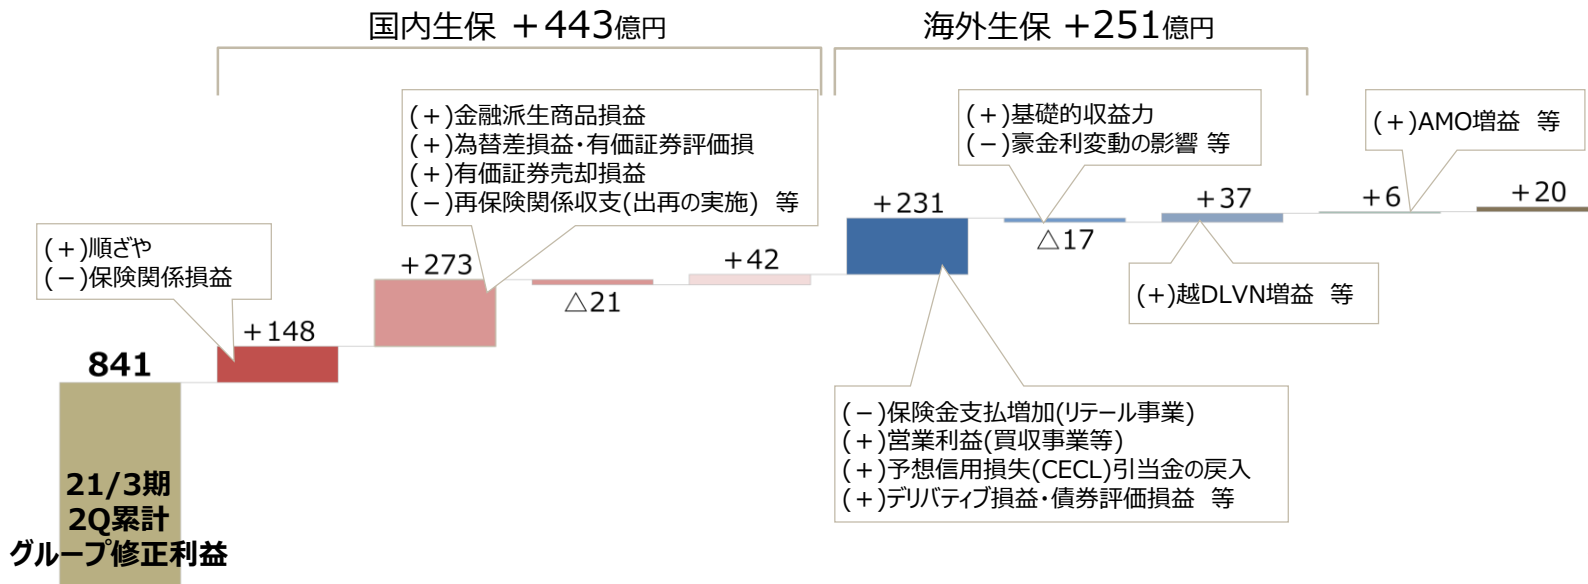 国内生保 +443億円
海外生保 +251億円
(+)金融派生商品損益
(+)為替差損益・有価証券評価損
(+)有価証券売却損益
(-)再保険関係収支(出再の実施) 等
(+)基礎的収益力
(-)豪金利変動の影響 等
(+)AMO増益 等
(+)順ざや
(-)保険関係損益
+231
△17
+37
+6
+20
+273
△21
+42
(+)越DLVN増益 等
+148
841
(-)保険金支払増加(リテール事業)
(+)営業利益(買収事業等)
(+)予想信用損失(CECL)引当金の戻入
(+)デリバティブ損益・債券評価損益 等
21/3期
2Q累計
グループ修正利益